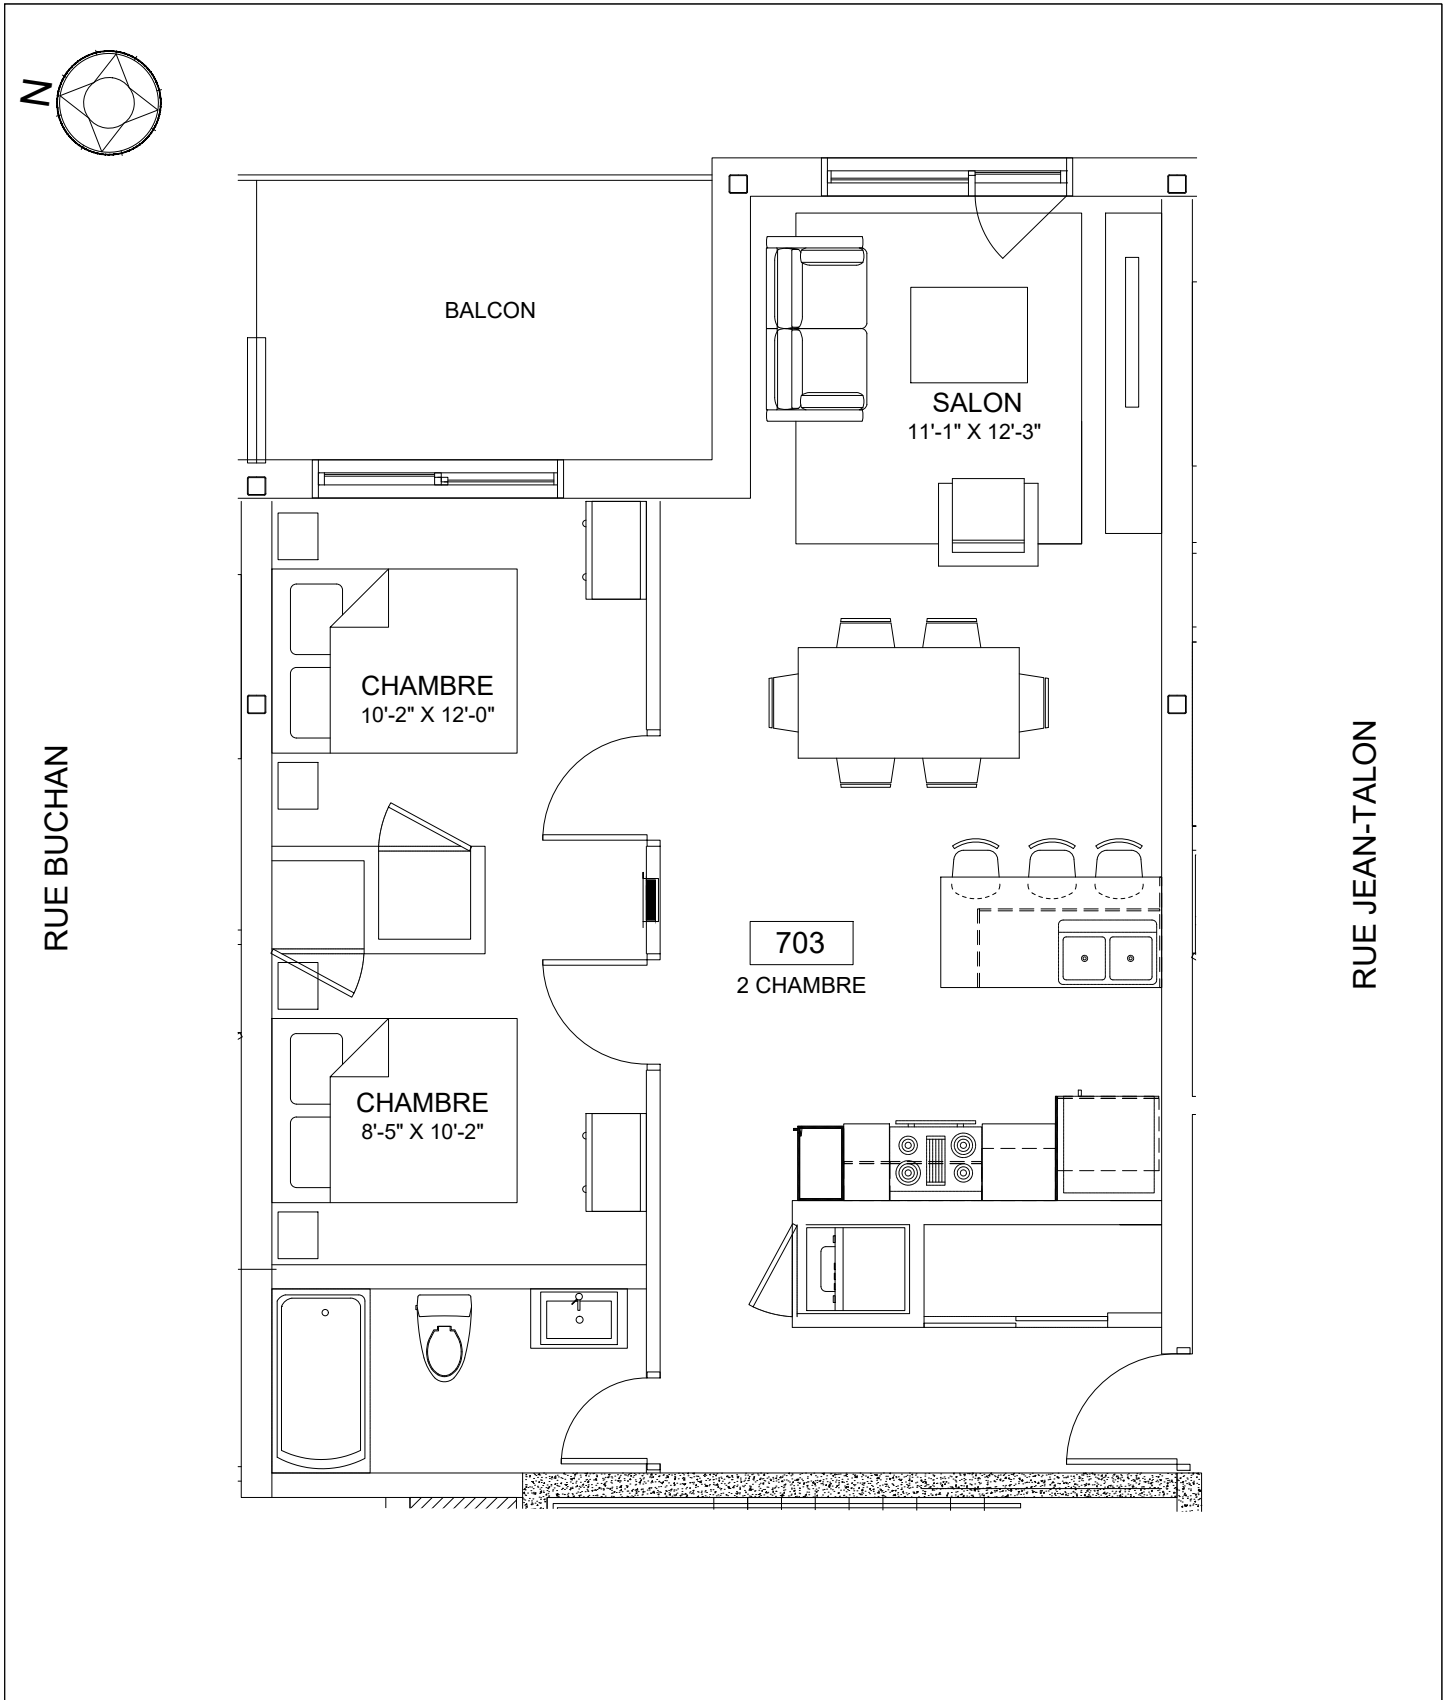 N
BALCON
SALON
11'-1" X 12'-3"
CHAMBRE
10'-2" X 12'-0"
RUE BUCHAN
RUE JEAN-TALON
703
2 CHAMBRE
CHAMBRE
8'-5" X 10'-2"